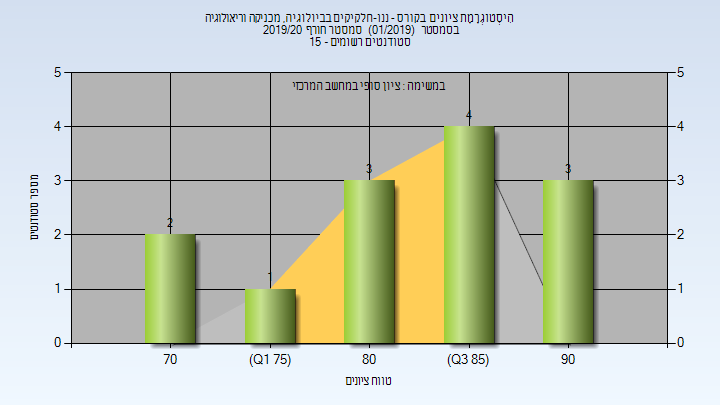 היסטוגרמת ציונים בקורס - ננו-חלקיקים בביולוגיה, מכניקה וריאולוגיה
בסמסטר (01/2019) סמסטר חורף 2019/20
סטודנטים רשומים - 15
במשימה : ציון סופי במחשב המרכזי
5 5
4 4 4
3 3 3 3
2 2 2
1 1 1
0 0
מספר סטודנטים
70 (Q1 75) 80 (Q3 85) 90
טווח ציונים